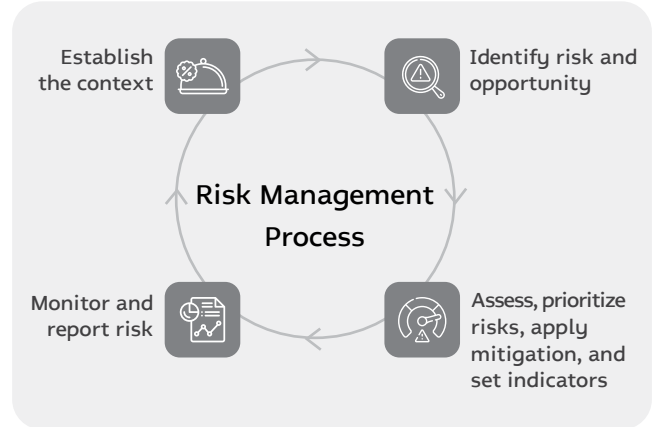 Establish
the context
Identify risk and
opportunity
Risk Management
Process
Monitor and
report risk
Assess, prioritize
risks, apply
mitigation, and
set indicators